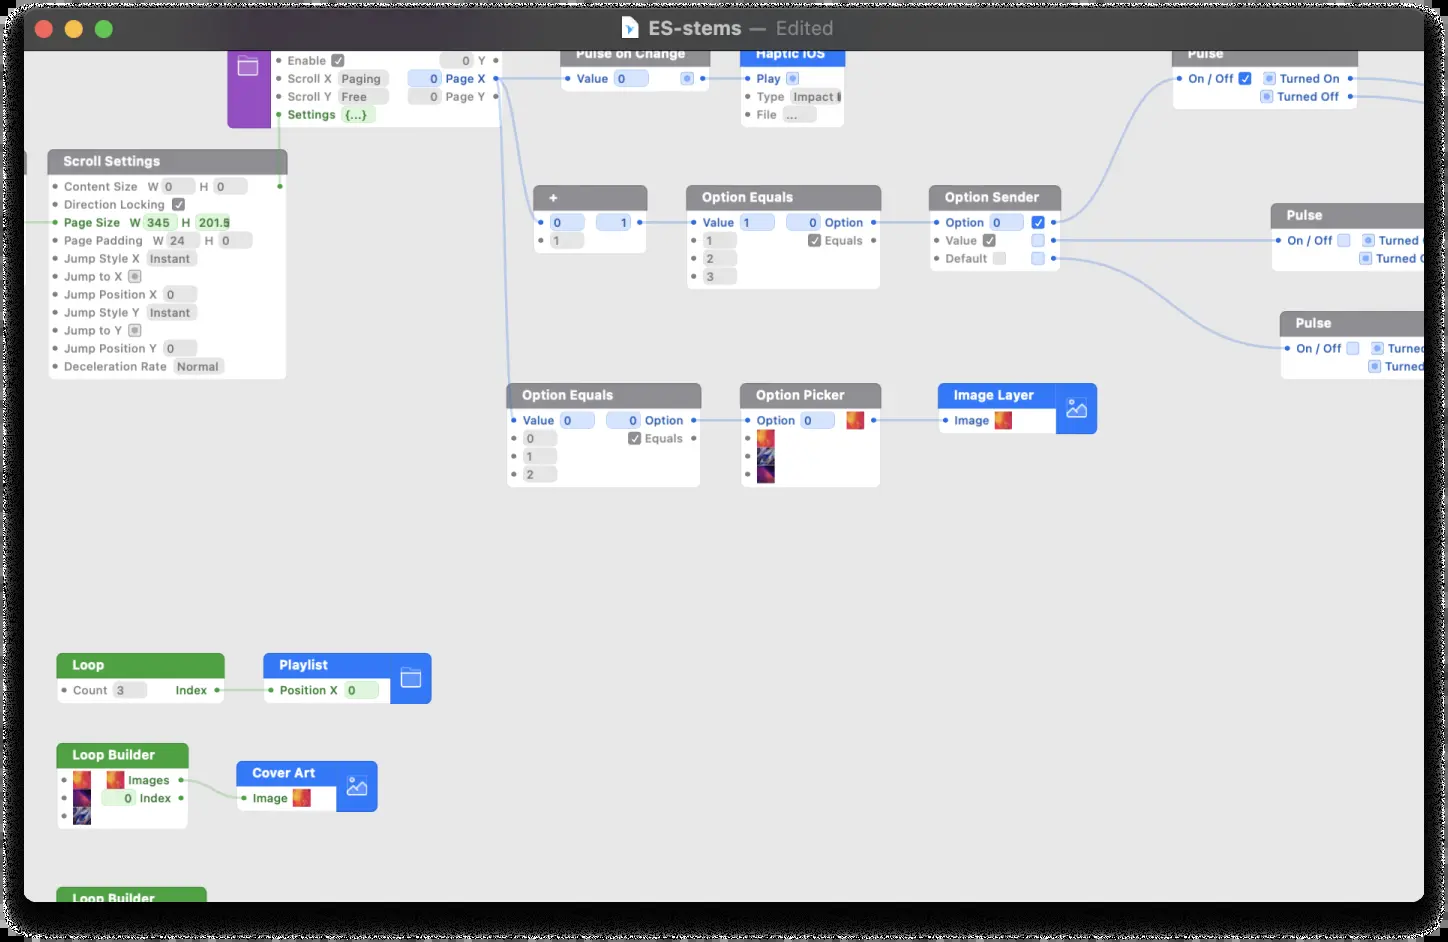 ES-stems — Edited
Enable 0 Y
Scroll X Paging 0 Page X
Scroll Y Free 0 Page Y
Settings {...}
Pulse on Change
Value 0
Haptic iOS
Play
Type Impact
File ...
Pulse
On / Off Turned On
Turned Off
Scroll Settings
Content Size W 0 H 0
Direction Locking
Page Size W 345 H 201.5
Page Padding W 24 H 0
Jump Style X Instant
Jump to X
Jump Position X 0
Jump Style Y Instant
Jump to Y
Jump Position Y 0
Deceleration Rate Normal
+
0 1
1
Option Equals
Value 1 0 Option
1 Equals
2
3
Option Sender
Option 0
Value
Default
Pulse
On / Off Turned
Turned
Pulse
On / Off
Turned
Option Equals
Value 0 0 Option
0 Equals
1
2
Option Picker
Option 0
Image Layer
Image
Loop
Count 3 Index
Playlist
Position X 0
Loop Builder
Images
0 Index
Cover Art
Image
Loop Builder